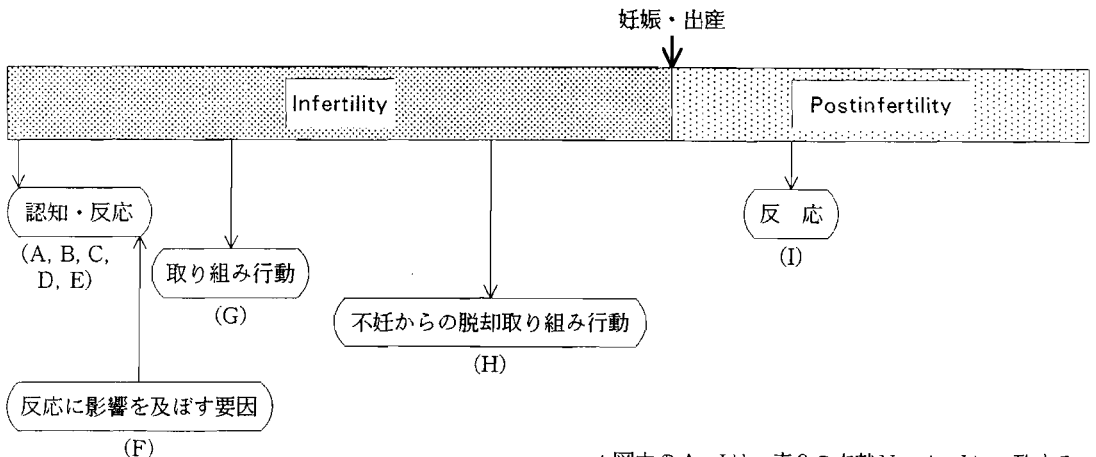 妊娠・出産
Infertility
Postinfertility
認知・反応
(A, B, C,
D, E)
取り組み行動
(G)
不妊からの脱却取り組み行動
(H)
反 応
(I)
反応に影響を及ぼす要因
(F)